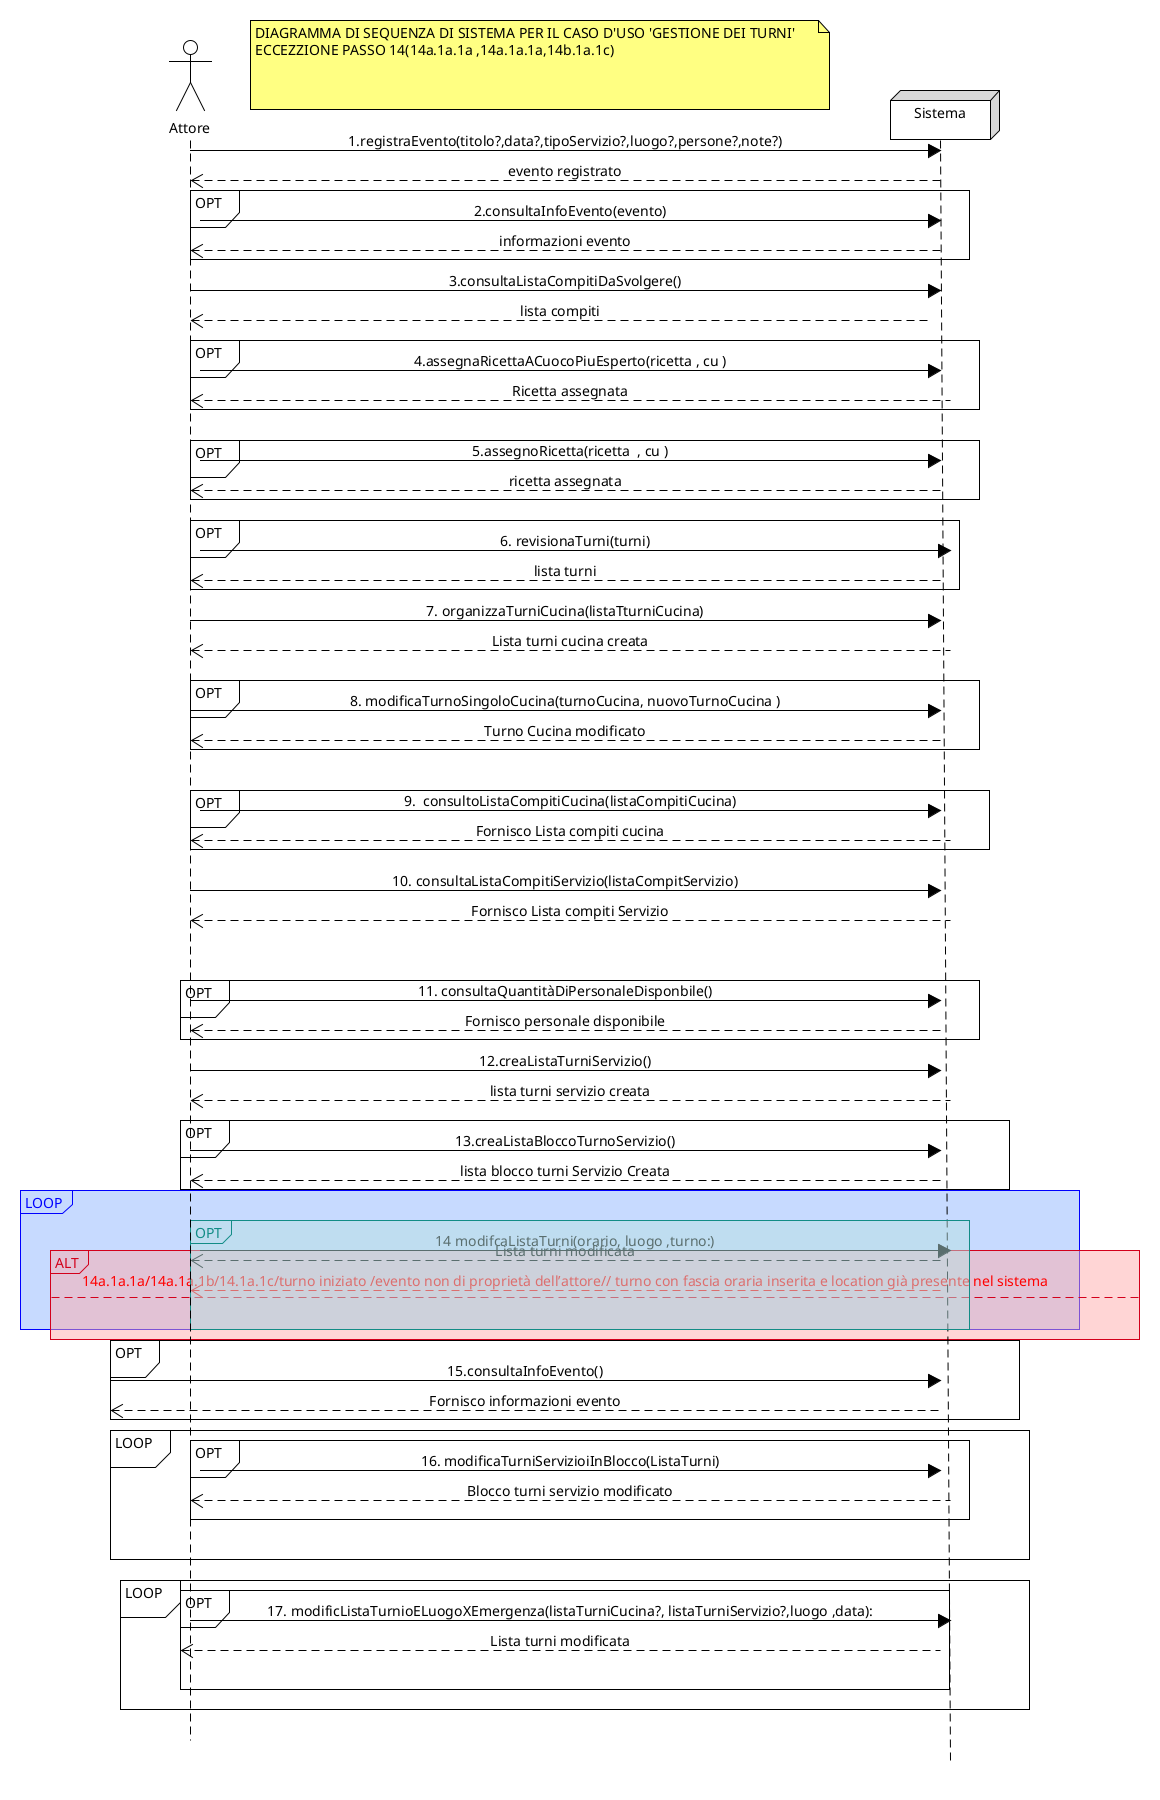 DIAGRAMMA DI SEQUENZA DI SISTEMA PER IL CASO D'USO 'GESTIONE DEI TURNI'
ECCEZZIONE PASSO 14(14a.1a.1a ,14a.1a.1a,14b.1a.1c)
Attore
Sistema
1.registraEvento(titolo?,data?,tipoServizio?,luogo?,persone?,note?)
evento registrato
OPT
2.consultaInfoEvento(evento)
informazioni evento
3.consultaListaCompitiDaSvolgere()
lista compiti
OPT
4.assegnaRicettaACuocoPiuEsperto(ricetta , cu )
Ricetta assegnata
OPT
5.assegnoRicetta(ricetta  , cu )
ricetta assegnata
OPT
6. revisionaTurni(turni)
lista turni
7. organizzaTurniCucina(listaTturniCucina)
Lista turni cucina creata
OPT
8. modificaTurnoSingoloCucina(turnoCucina, nuovoTurnoCucina )
Turno Cucina modificato
OPT
9.  consultoListaCompitiCucina(listaCompitiCucina)
Fornisco Lista compiti cucina
10. consultaListaCompitiServizio(listaCompitServizio)
Fornisco Lista compiti Servizio
OPT
11. consultaQuantitàDiPersonaleDisponbile()
Fornisco personale disponibile
12.creaListaTurniServizio()
lista turni servizio creata
OPT
13.creaListaBloccoTurnoServizio()
lista blocco turni Servizio Creata
LOOP
OPT
14 modifcaListaTurni(orario, luogo ,turno:)
Lista turni modificata
ALT
14a.1a.1a/14a.1a.1b/14.1a.1c/turno iniziato /evento non di proprietà dell'attore// turno con fascia oraria inserita e location già presente nel sistema
OPT
15.consultaInfoEvento()
Fornisco informazioni evento
LOOP
OPT
16. modificaTurniServizioiInBlocco(ListaTurni)
Blocco turni servizio modificato
LOOP
OPT
17. modificListaTurnioELuogoXEmergenza(listaTurniCucina?, listaTurniServizio?,luogo ,data):
Lista turni modificata